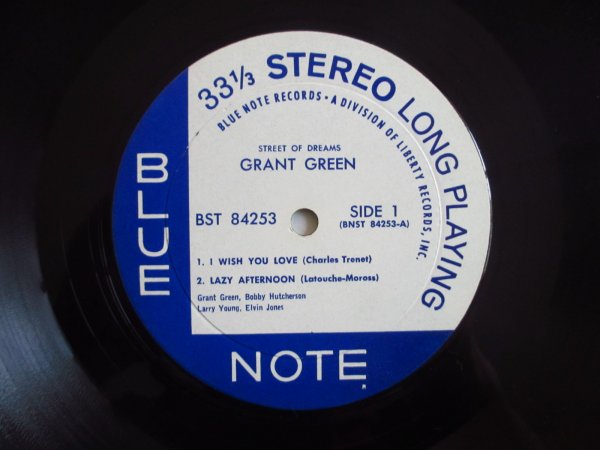 33⅓ STEREO LONG PLAYING
BLUE NOTE RECORDS • A DIVISION OF LIBERTY RECORDS, INC.
STREET OF DREAMS
GRANT GREEN
BST 84253
SIDE 1
(BNST 84253-A)
1. I WISH YOU LOVE (Charles Trenet)
2. LAZY AFTERNOON (Latouche-Moross)
Grant Green, Bobby Hutcherson
Larry Young, Elvin Jones
BLUE
NOTE